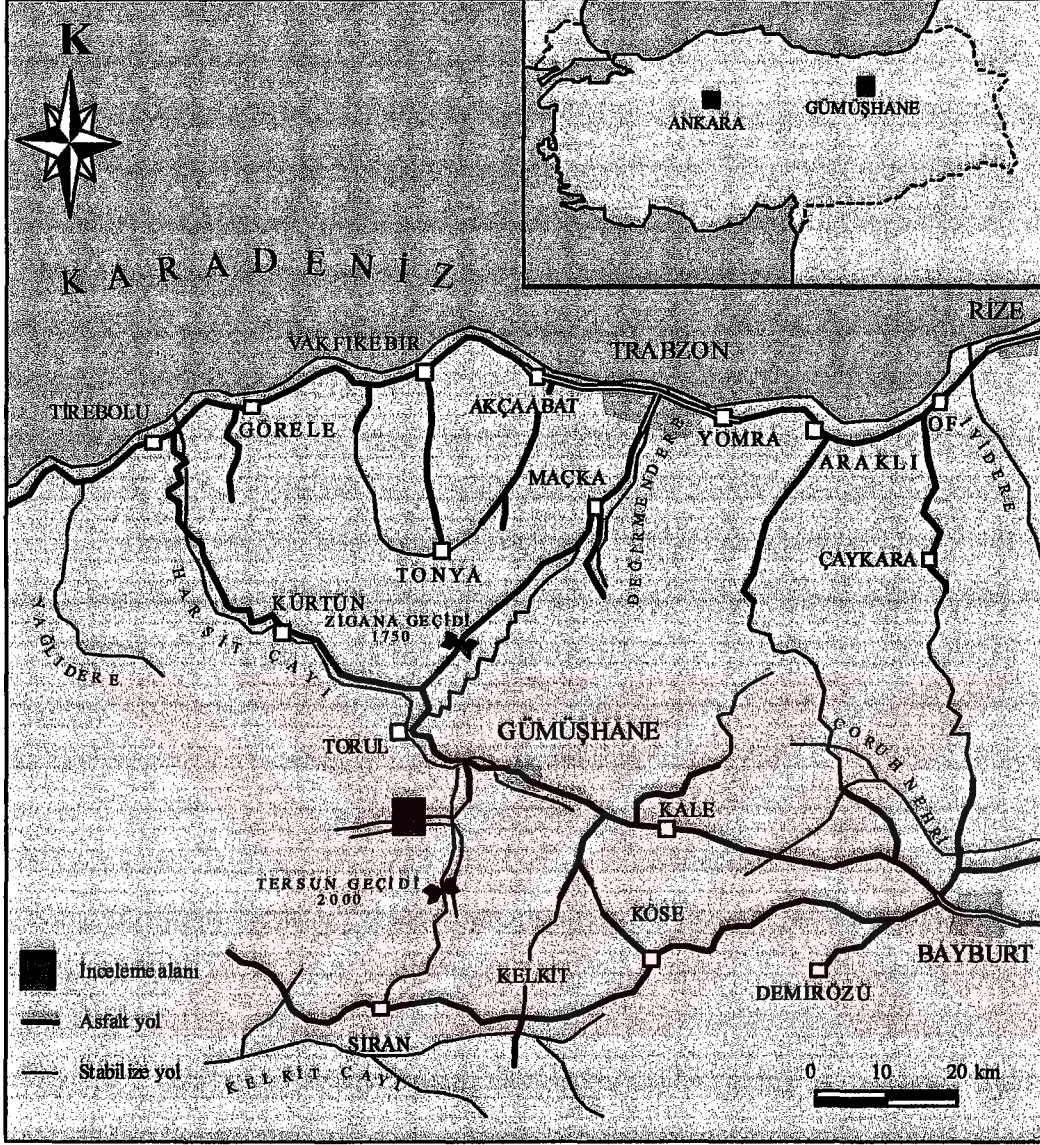 K
ANKARA
GÜMÜŞHANE
KARADENİZ
RİZE
VAKFIKEBİR
TRABZON
TİREBOLU
GÖRELE
AKÇAABAT
YOMRA
OF
ARAKLI
İYİDERE
MAÇKA
DEĞİRMENDERE
TONYA
ÇAYKARA
HARŞİT ÇAYI
KÜRTÜN
ZİGANA GEÇİDİ
1750
YAĞLIDERE
TORUL
GÜMÜŞHANE
ÇORUH NEHRİ
KALE
TERSUN GEÇİDİ
2000
KÖSE
KELKİT
BAYBURT
DEMİRÖZÜ
İnceleme alanı
Asfalt yol
Stabilize yol
ŞİRAN
KELKİT ÇAYI
0 10 20 km